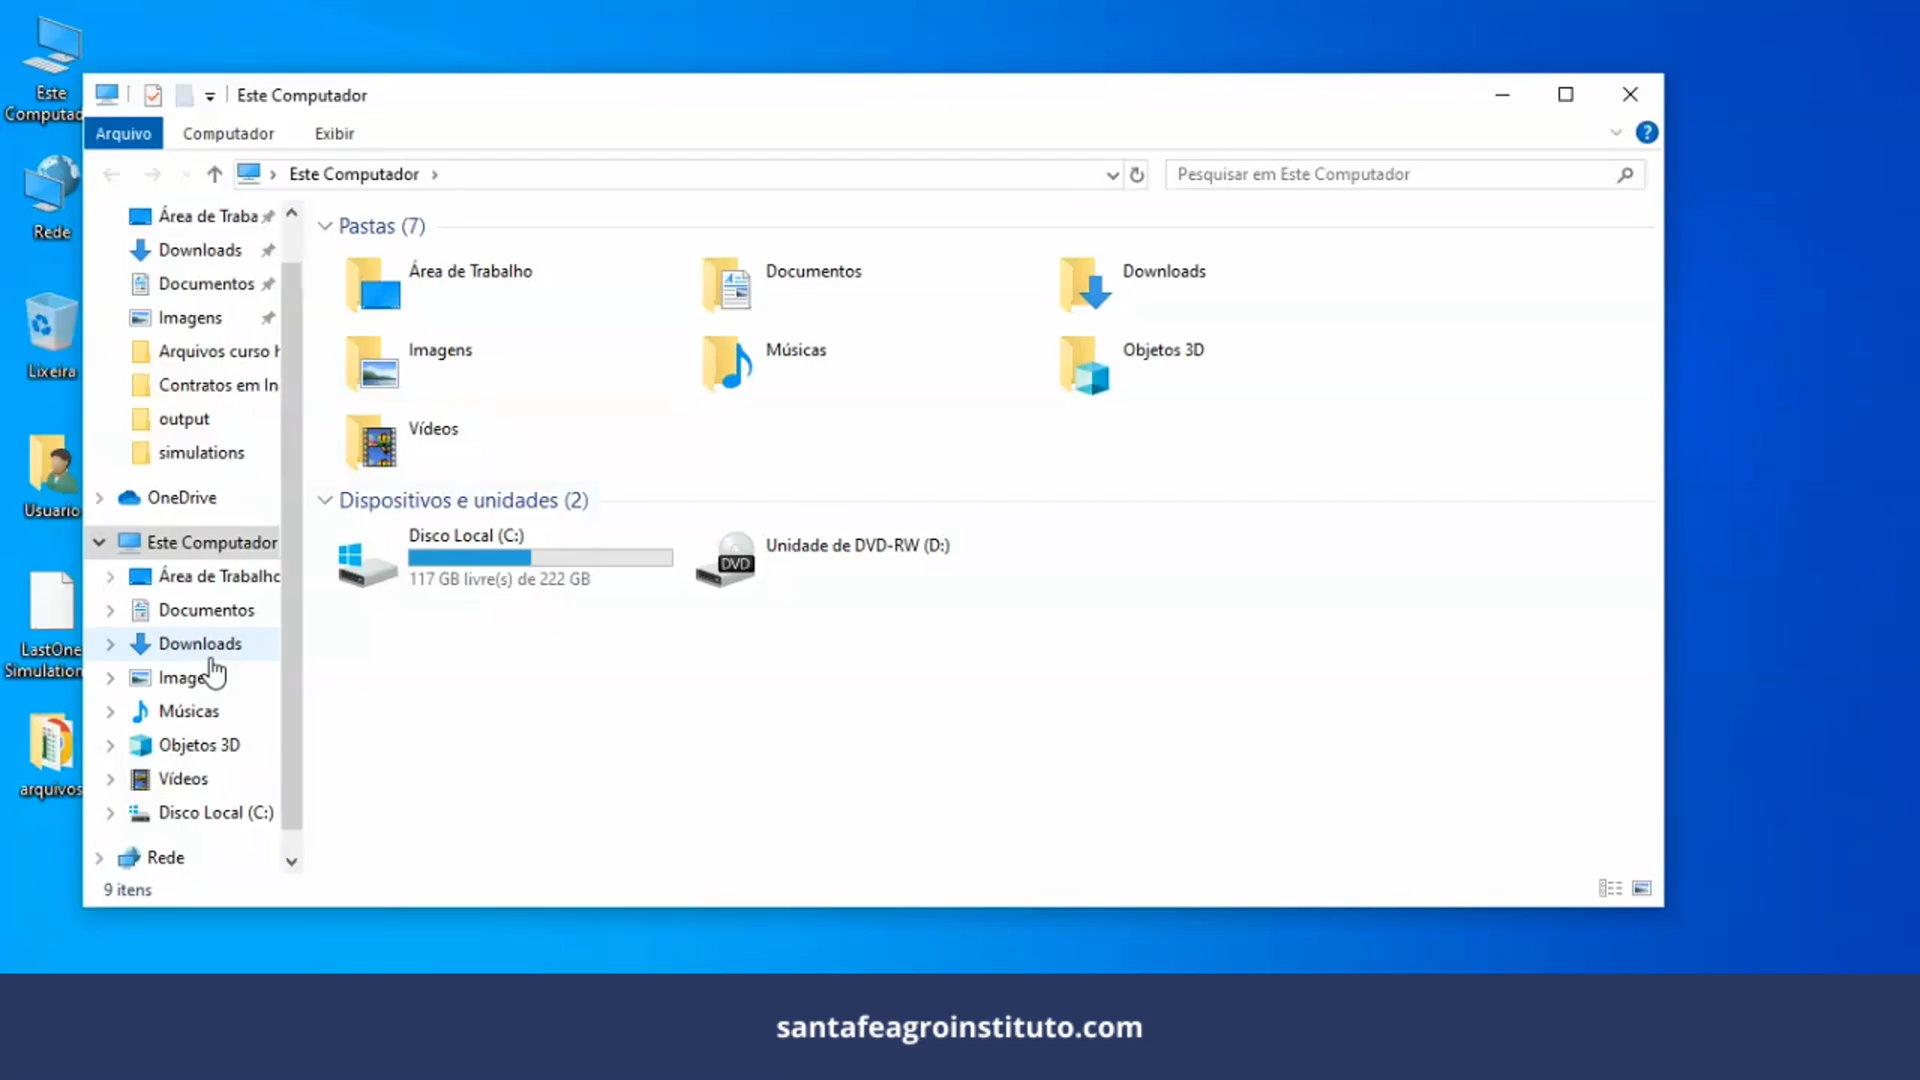 Este
Computad
Rede
Lixeira
Usuario
LastOne
Simulation
arquivos
Este Computador
Arquivo
Computador
Exibir
?
Este Computador
Pesquisar em Este Computador
Área de Traba
Downloads
Documentos
Imagens
Arquivos curso
Contratos em In
output
simulations
OneDrive
Este Computador
Área de Trabalho
Documentos
Downloads
Image
Músicas
Objetos 3D
Vídeos
Disco Local (C:)
Rede
9 itens
Pastas (7)
Área de Trabalho
Documentos
Downloads
Imagens
Músicas
Objetos 3D
Vídeos
Dispositivos e unidades (2)
Disco Local (C:)
117 GB livre(s) de 222 GB
DVD
Unidade de DVD-RW (D:)
santafeagroinstituto.com